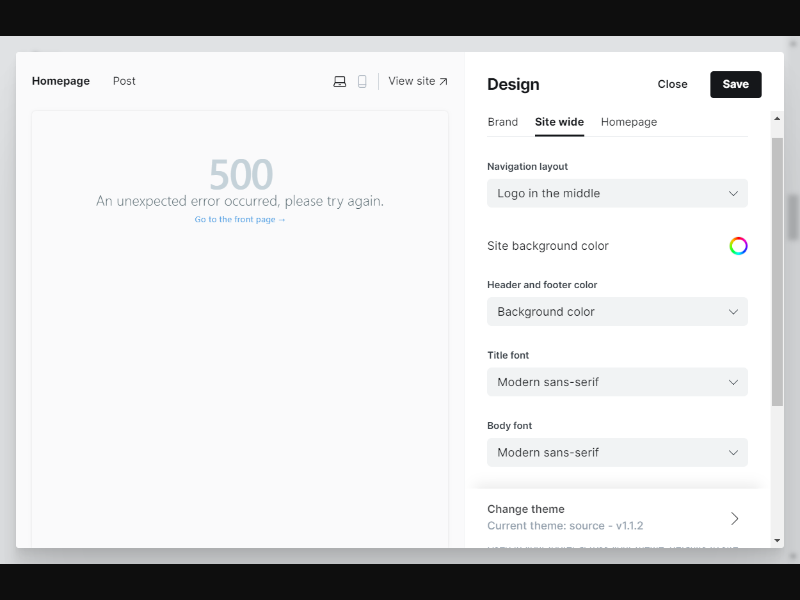 Homepage Post View site ↗
500
An unexpected error occurred, please try again.
Go to the front page →
Design Close Save
Brand Site wide Homepage
Navigation layout
Logo in the middle
Site background color
Header and footer color
Background color
Title font
Modern sans-serif
Body font
Modern sans-serif
Change theme
Current theme: source - v1.1.2